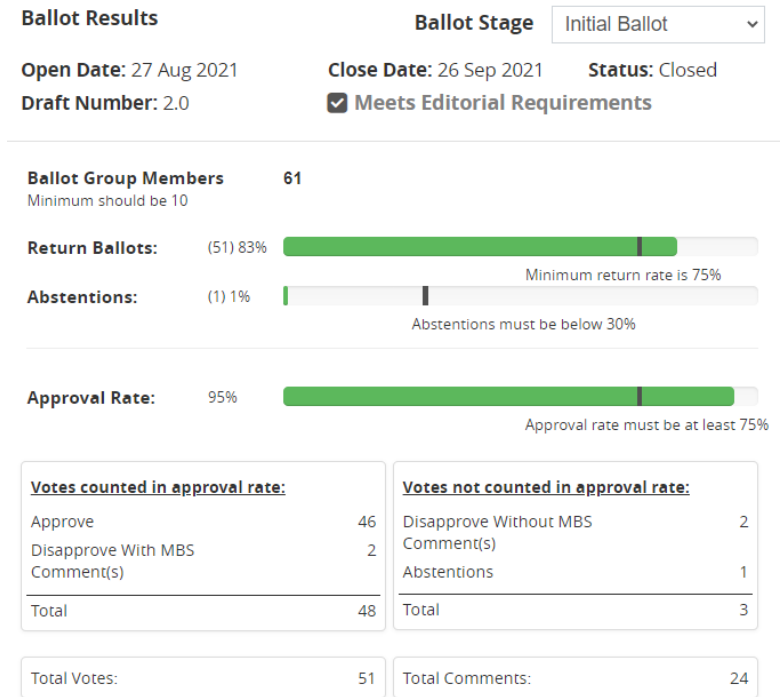 Ballot Results
Ballot Stage Initial Ballot
Open Date: 27 Aug 2021 Close Date: 26 Sep 2021 Status: Closed
Draft Number: 2.0 Meets Editorial Requirements
Ballot Group Members 61
Minimum should be 10
Return Ballots: (51) 83%
Minimum return rate is 75%
Abstentions: (1) 1%
Abstentions must be below 30%
Approval Rate: 95%
Approval rate must be at least 75%
Votes counted in approval rate:
Approve 46
Disapprove With MBS 2
Comment(s)
Total 48
Votes not counted in approval rate:
Disapprove Without MBS 2
Comment(s)
Abstentions 1
Total 3
Total Votes: 51
Total Comments: 24